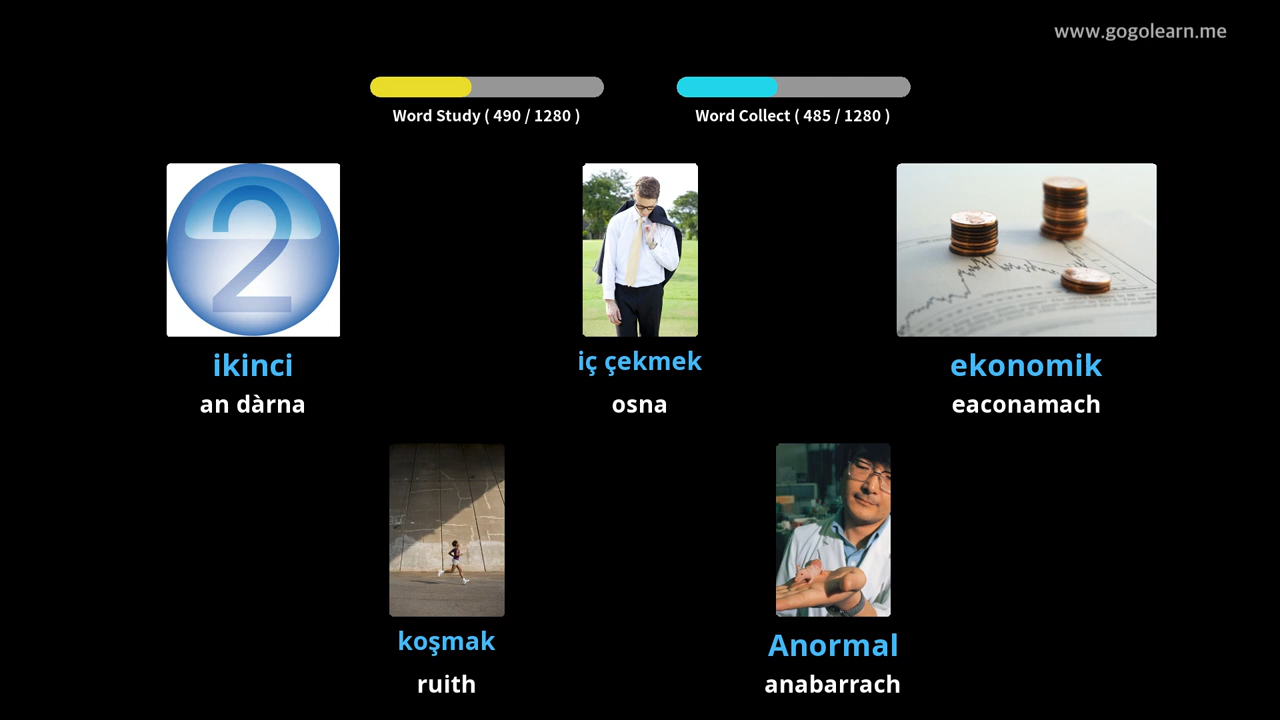 www.gogolearn.me
Word Study ( 490 / 1280 )
Word Collect ( 485 / 1280 )
2
ikinci
an dàrna
iç çekmek
osna
ekonomik
eaconamach
koşmak
ruith
Anormal
anabarrach